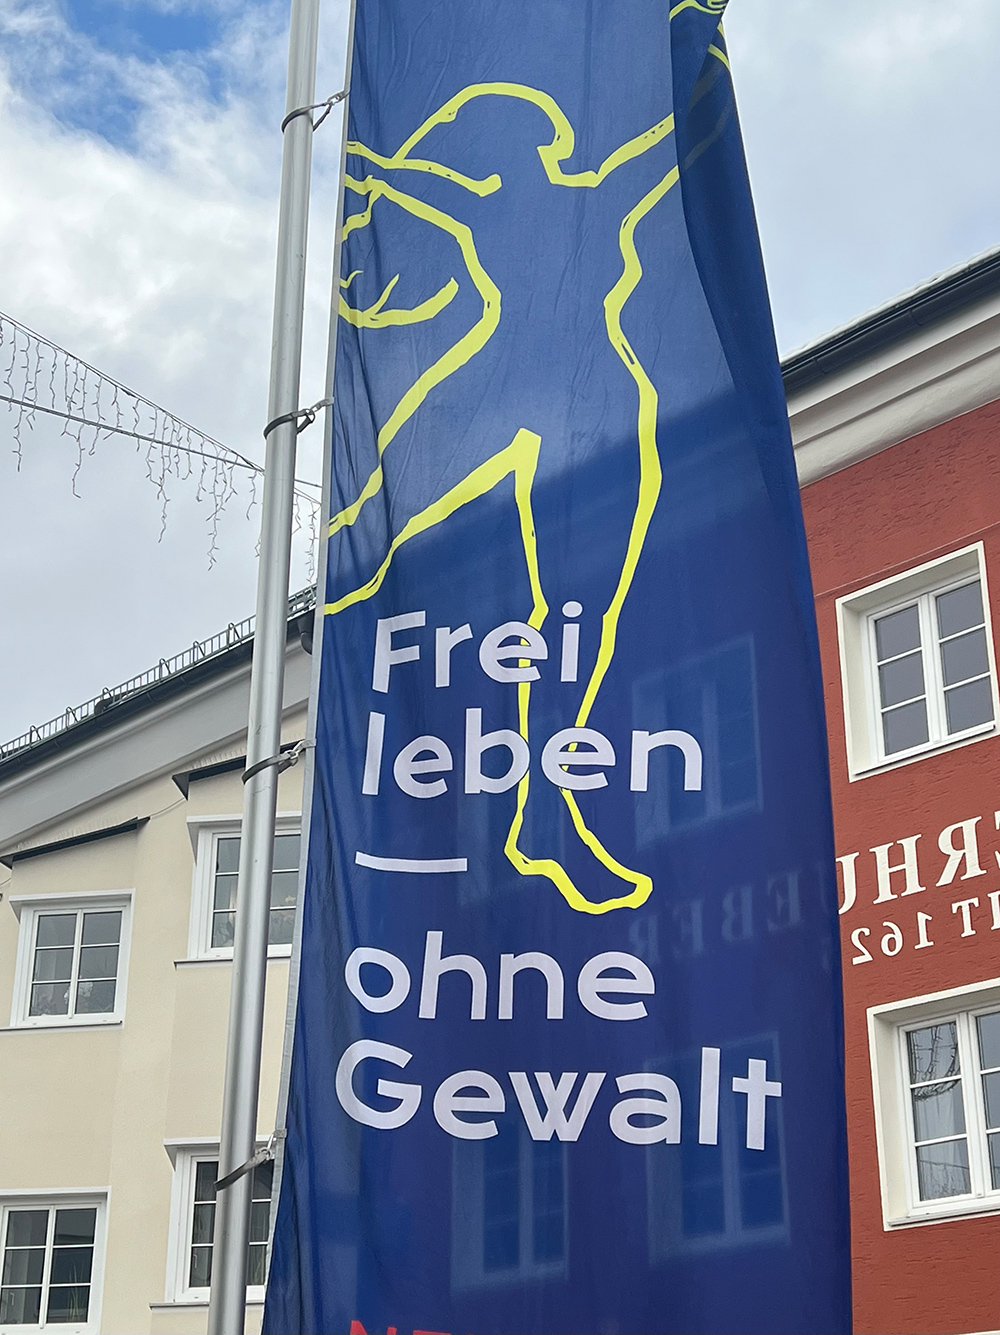 Frei
leben
—
ohne
Gewalt